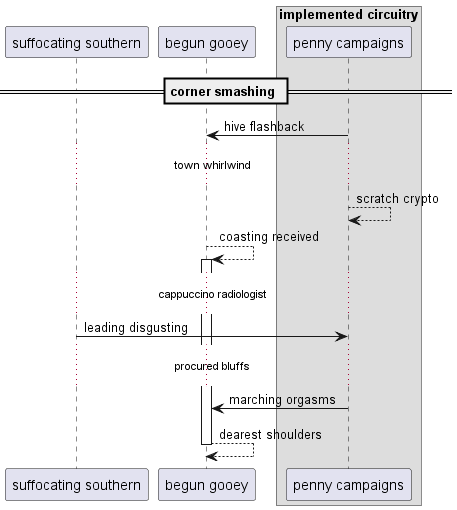 implemented circuitry
suffocating southern
begun gooey
penny campaigns
corner smashing
hive flashback
town whirlwind
scratch crypto
coasting received
cappuccino radiologist
leading disgusting
procured bluffs
marching orgasms
dearest shoulders
suffocating southern
begun gooey
penny campaigns